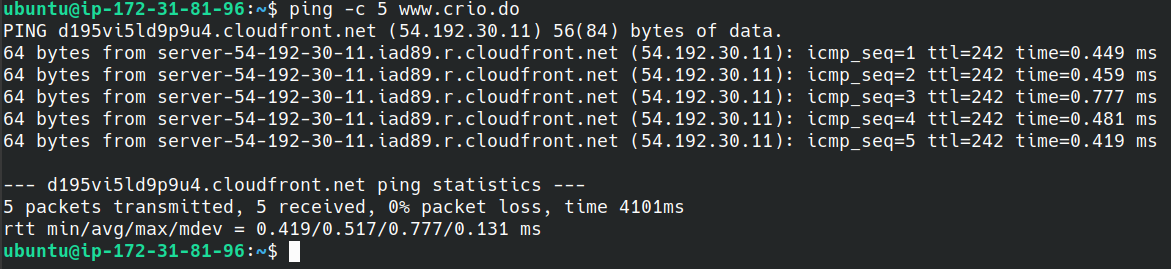 ubuntu@ip-172-31-81-96:~$ ping -c 5 www.crio.do
PING d195vi5ld9p9u4.cloudfront.net (54.192.30.11) 56(84) bytes of data.
64 bytes from server-54-192-30-11.iad89.r.cloudfront.net (54.192.30.11): icmp_seq=1 ttl=242 time=0.449 ms
64 bytes from server-54-192-30-11.iad89.r.cloudfront.net (54.192.30.11): icmp_seq=2 ttl=242 time=0.459 ms
64 bytes from server-54-192-30-11.iad89.r.cloudfront.net (54.192.30.11): icmp_seq=3 ttl=242 time=0.777 ms
64 bytes from server-54-192-30-11.iad89.r.cloudfront.net (54.192.30.11): icmp_seq=4 ttl=242 time=0.481 ms
64 bytes from server-54-192-30-11.iad89.r.cloudfront.net (54.192.30.11): icmp_seq=5 ttl=242 time=0.419 ms

--- d195vi5ld9p9u4.cloudfront.net ping statistics ---
5 packets transmitted, 5 received, 0% packet loss, time 4101ms
rtt min/avg/max/mdev = 0.419/0.517/0.777/0.131 ms
ubuntu@ip-172-31-81-96:~$